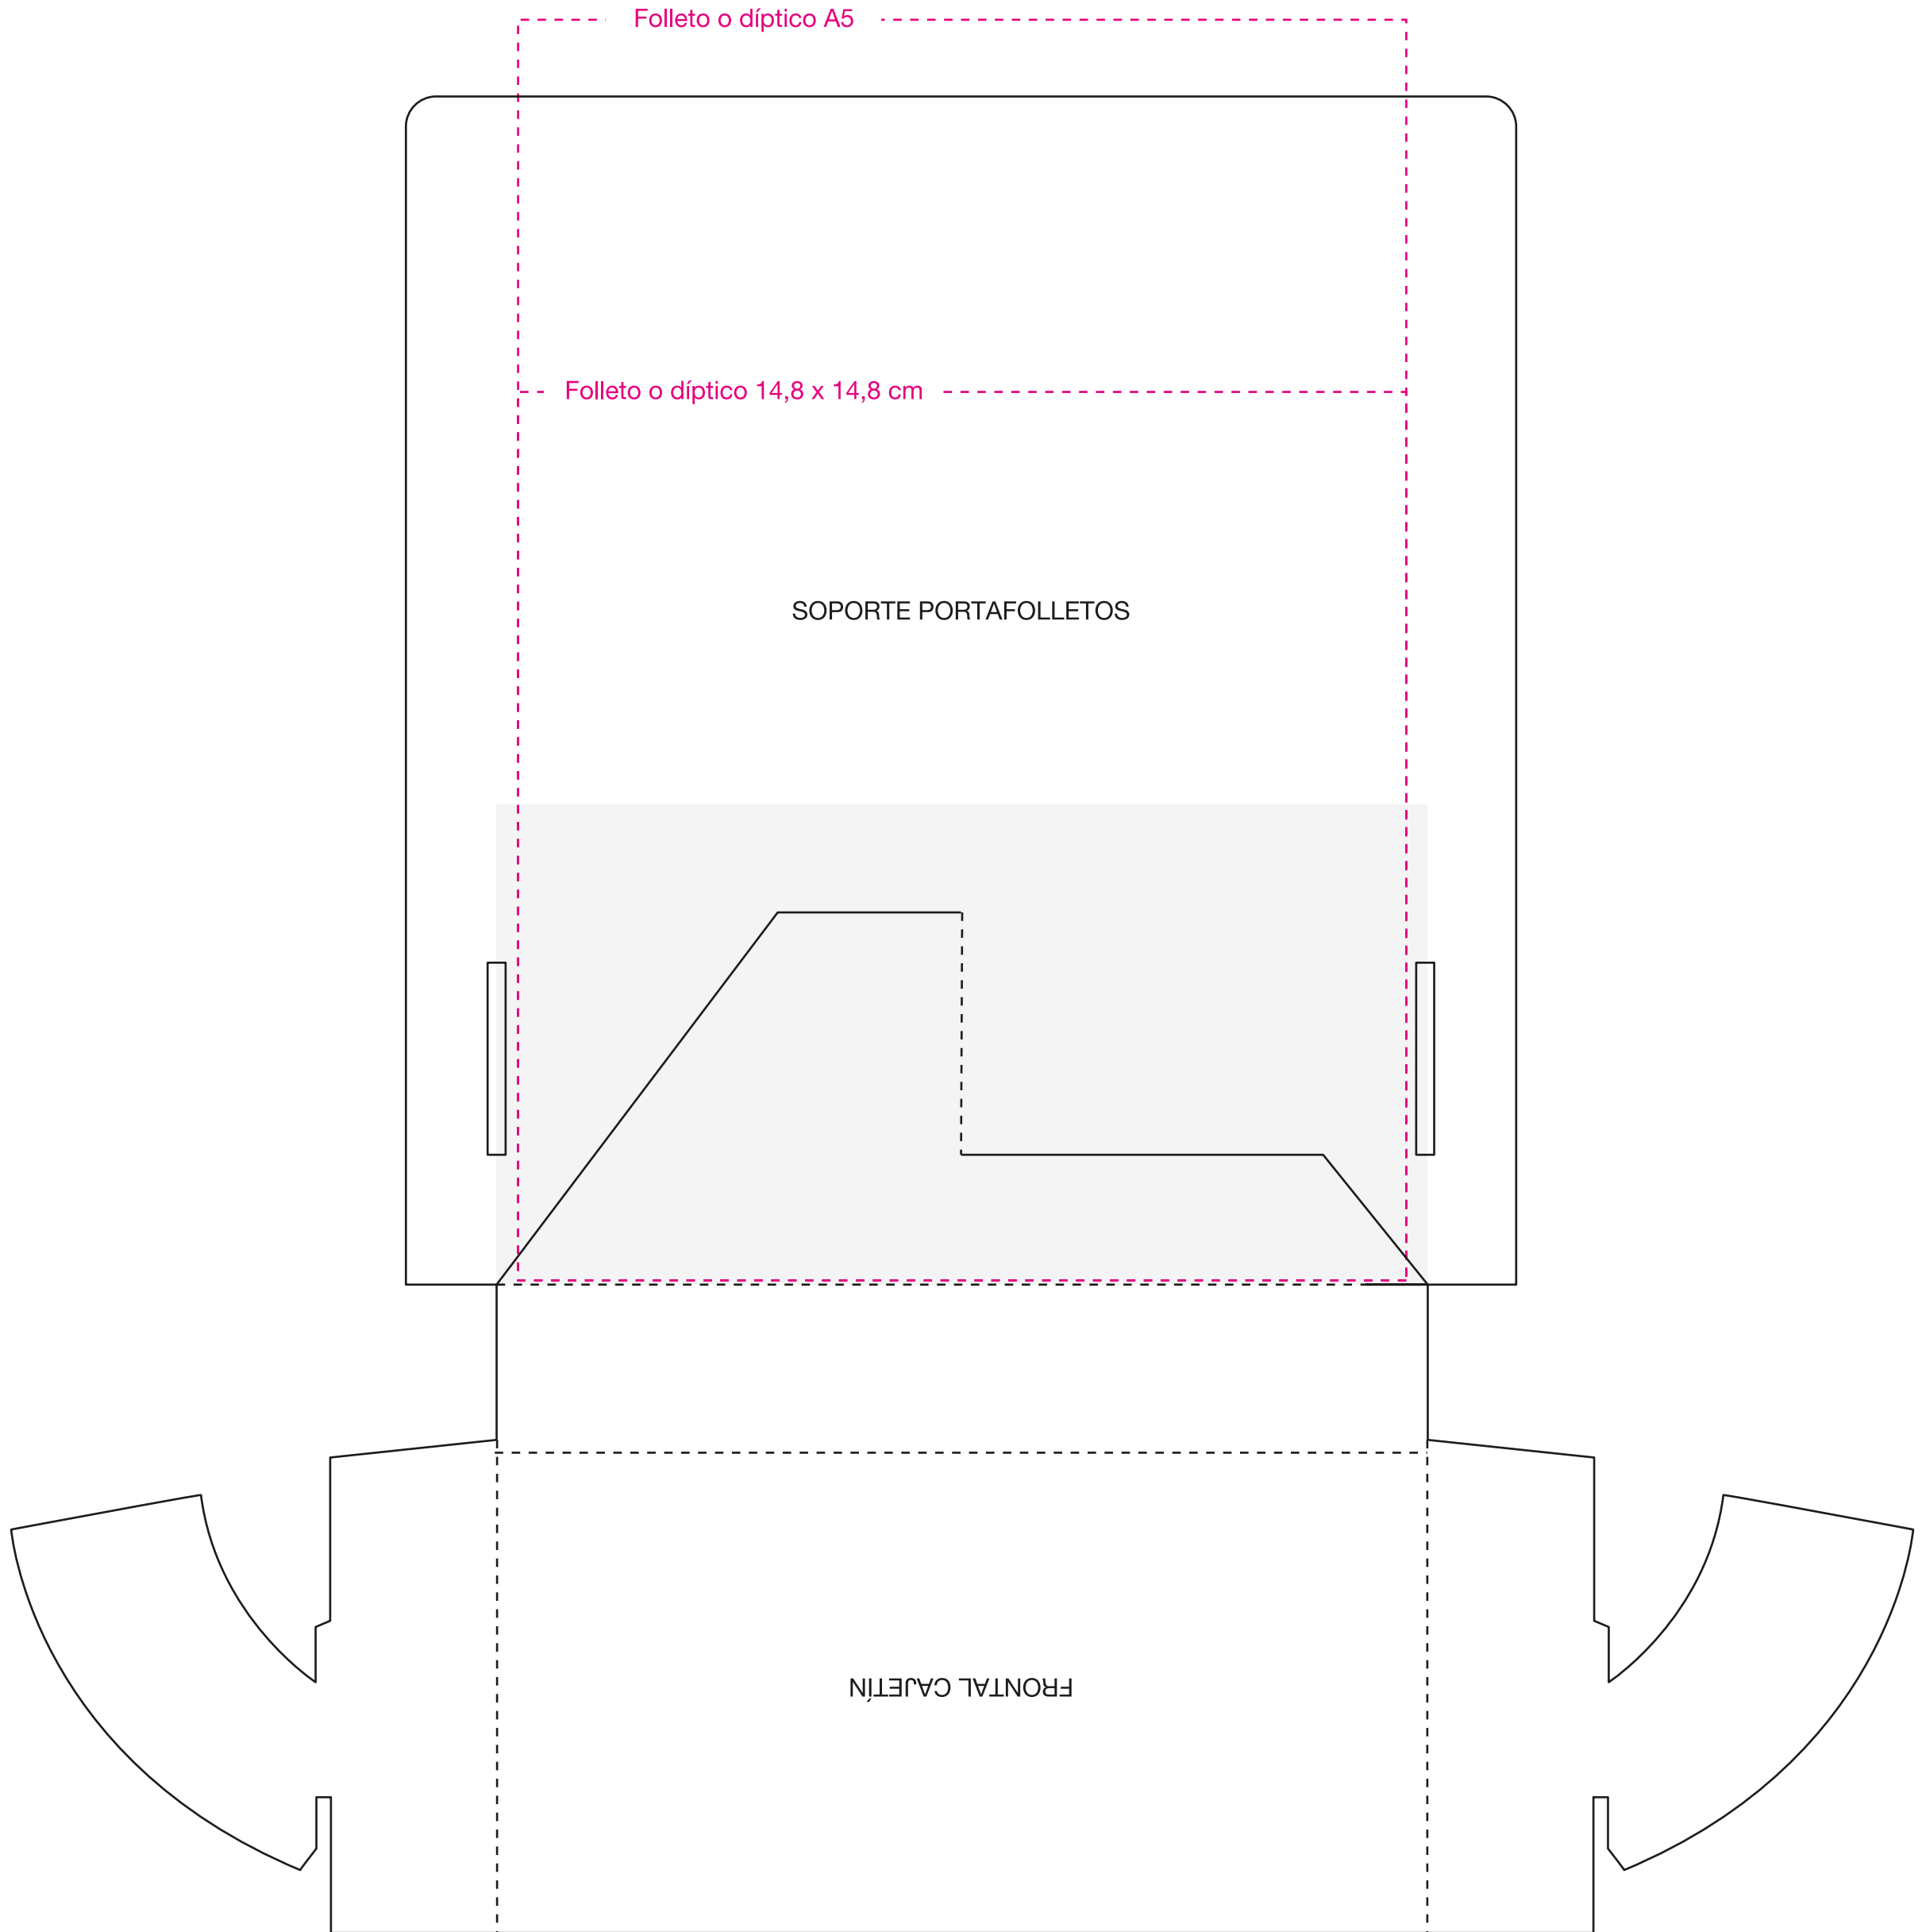 Folleto o díptico A5
Folleto o díptico 14,8 x 14,8 cm
SOPORTE PORTAFOLLETOS
FRONTAL CAJETÍN